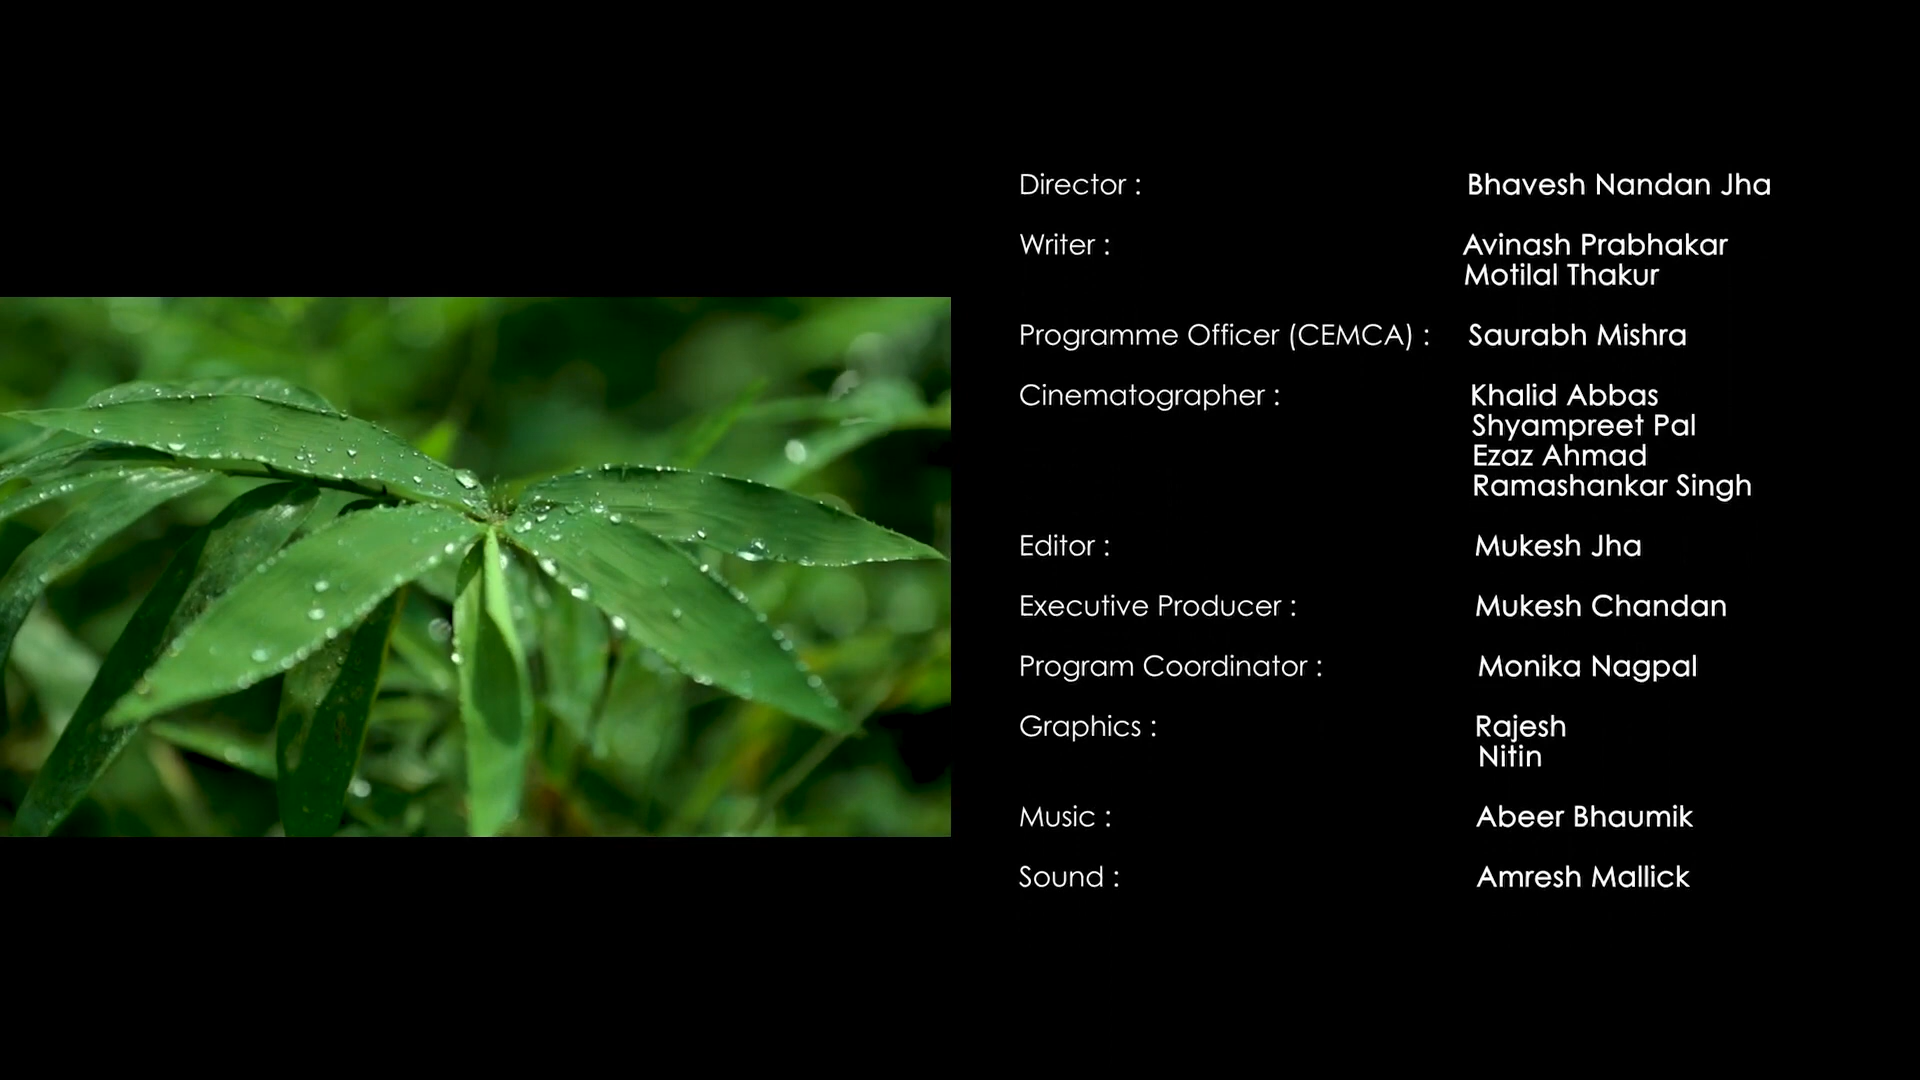 Director : Bhavesh Nandan Jha
Writer : Avinash Prabhakar
Motilal Thakur
Programme Officer (CEMCA) : Saurabh Mishra
Cinematographer : Khalid Abbas
Shyampreet Pal
Ezaz Ahmad
Ramashankar Singh
Editor : Mukesh Jha
Executive Producer : Mukesh Chandan
Program Coordinator : Monika Nagpal
Graphics : Rajesh
Nitin
Music : Abeer Bhaumik
Sound : Amresh Mallick